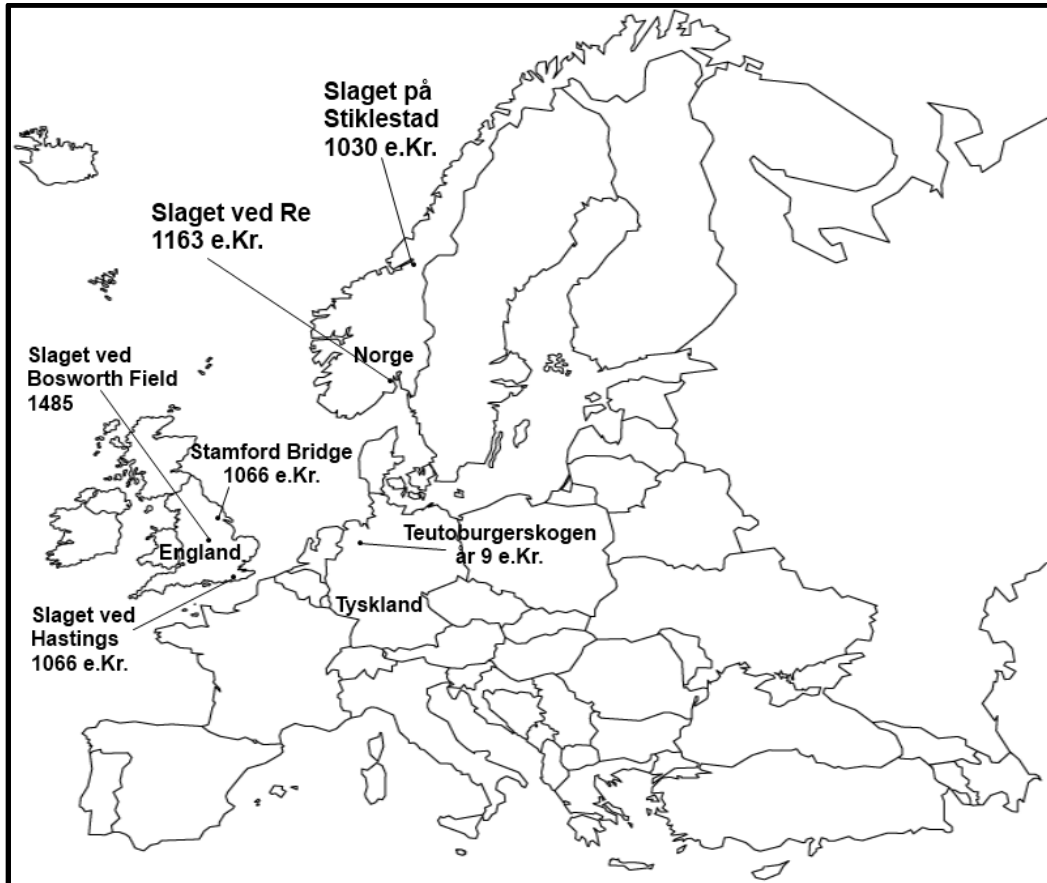 Slaget på
Stiklestad
1030 e.Kr.
Slaget ved Re
1163 e.Kr.
Norge
Slaget ved
Bosworth Field
1485
Stamford Bridge
1066 e.Kr.
England
Teutoburgerskogen
år 9 e.Kr.
Tyskland
Slaget ved
Hastings
1066 e.Kr.